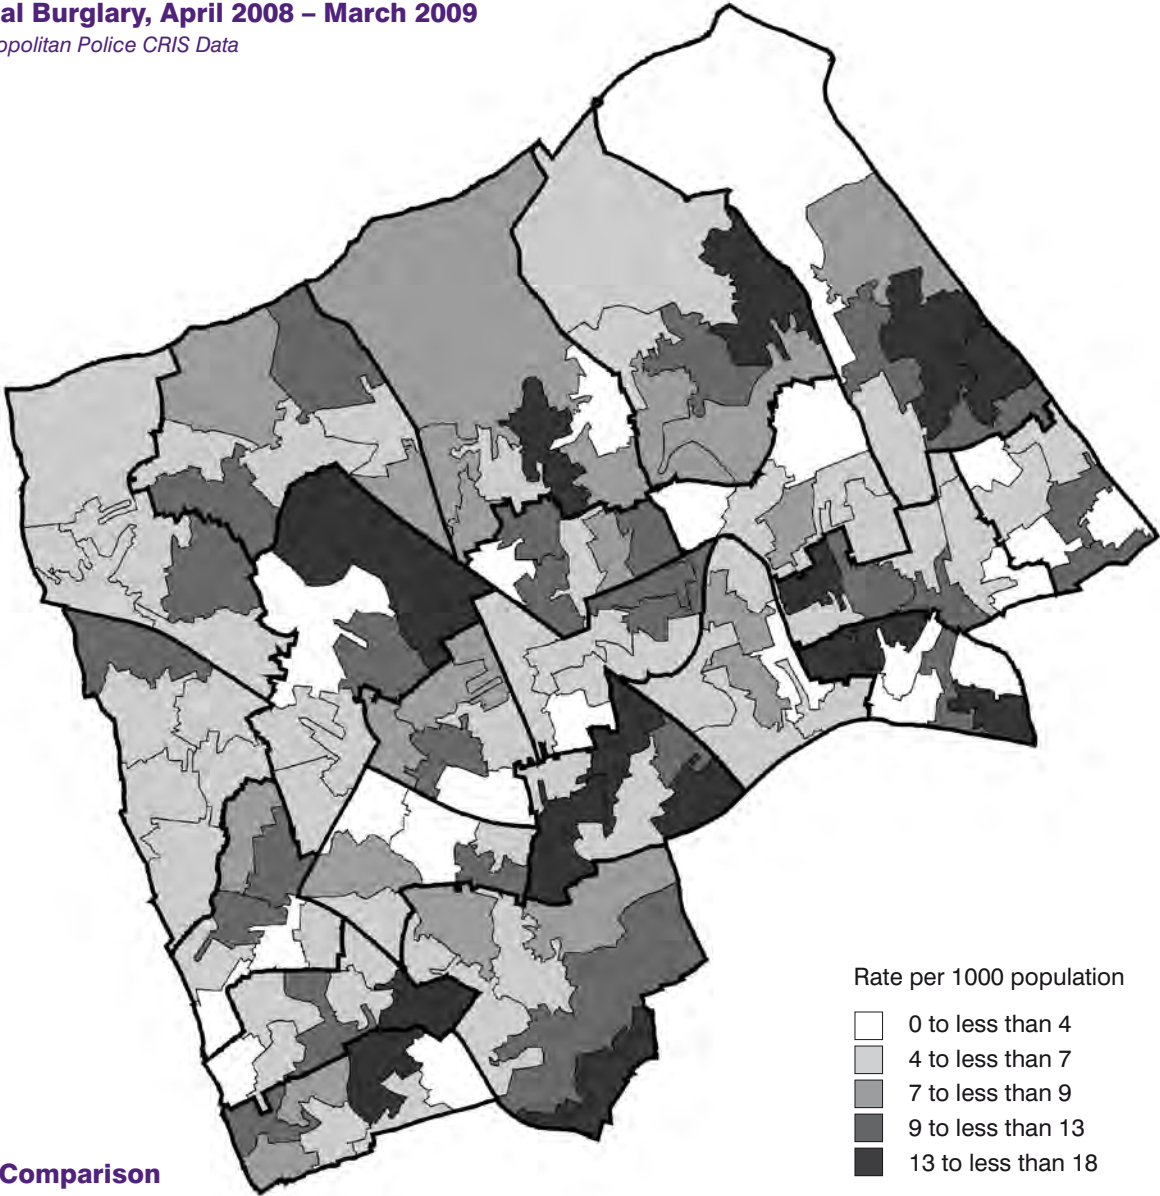 al Burglary, April 2008 – March 2009
opolitan Police CRIS Data
Rate per 1000 population
0 to less than 4
4 to less than 7
7 to less than 9
9 to less than 13
13 to less than 18
Comparison